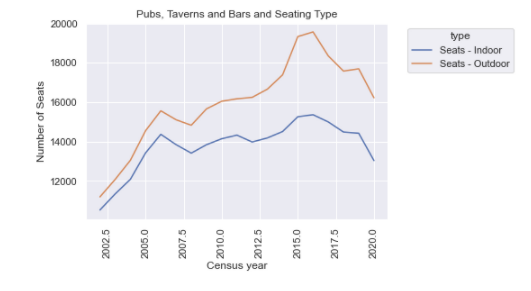 Pubs, Taverns and Bars and Seating Type
20000
18000
16000
14000
12000
Number of Seats
2002.5
2005.0
2007.5
2010.0
2012.5
2015.0
2017.5
2020.0
Census year
type
Seats - Indoor
Seats - Outdoor